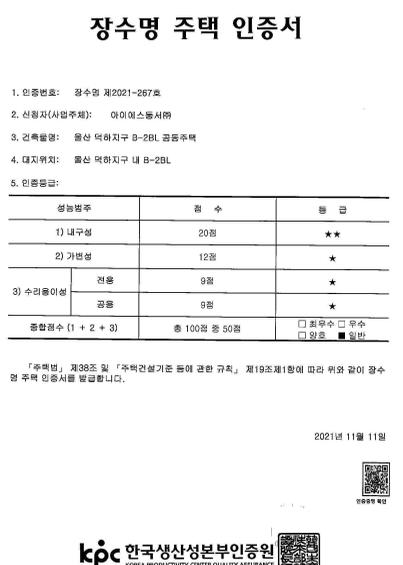 장수명 주택 인증서
1. 인증번호: 장수명 제2021-267호
2. 신청자(사업주체): 아이에스동서㈜
3. 건축물명: 울산 덕하지구 B-2BL 공동주택
4. 대지위치: 울산 덕하지구 내 B-2BL
5. 인증등급:
성능범주 점 수 등 급
1) 내구성 20점 ★★
2) 가변성 12점 ★
3) 수리용이성 전용 9점 ★
공용 9점 ★
종합점수 (1 + 2 + 3) 총 100점 중 50점 □ 최우수 □ 우수
□ 양호 ■ 일반
「주택법」 제38조 및 「주택건설기준 등에 관한 규칙」 제19조제1항에 따라 위와 같이 장수
명 주택 인증서를 발급합니다.
2021년 11월 11일
인증현황 확인
kpc 한국생산성본부인증원
KOREA PRODUCTIVITY CENTER QUALITY ASSURANCE